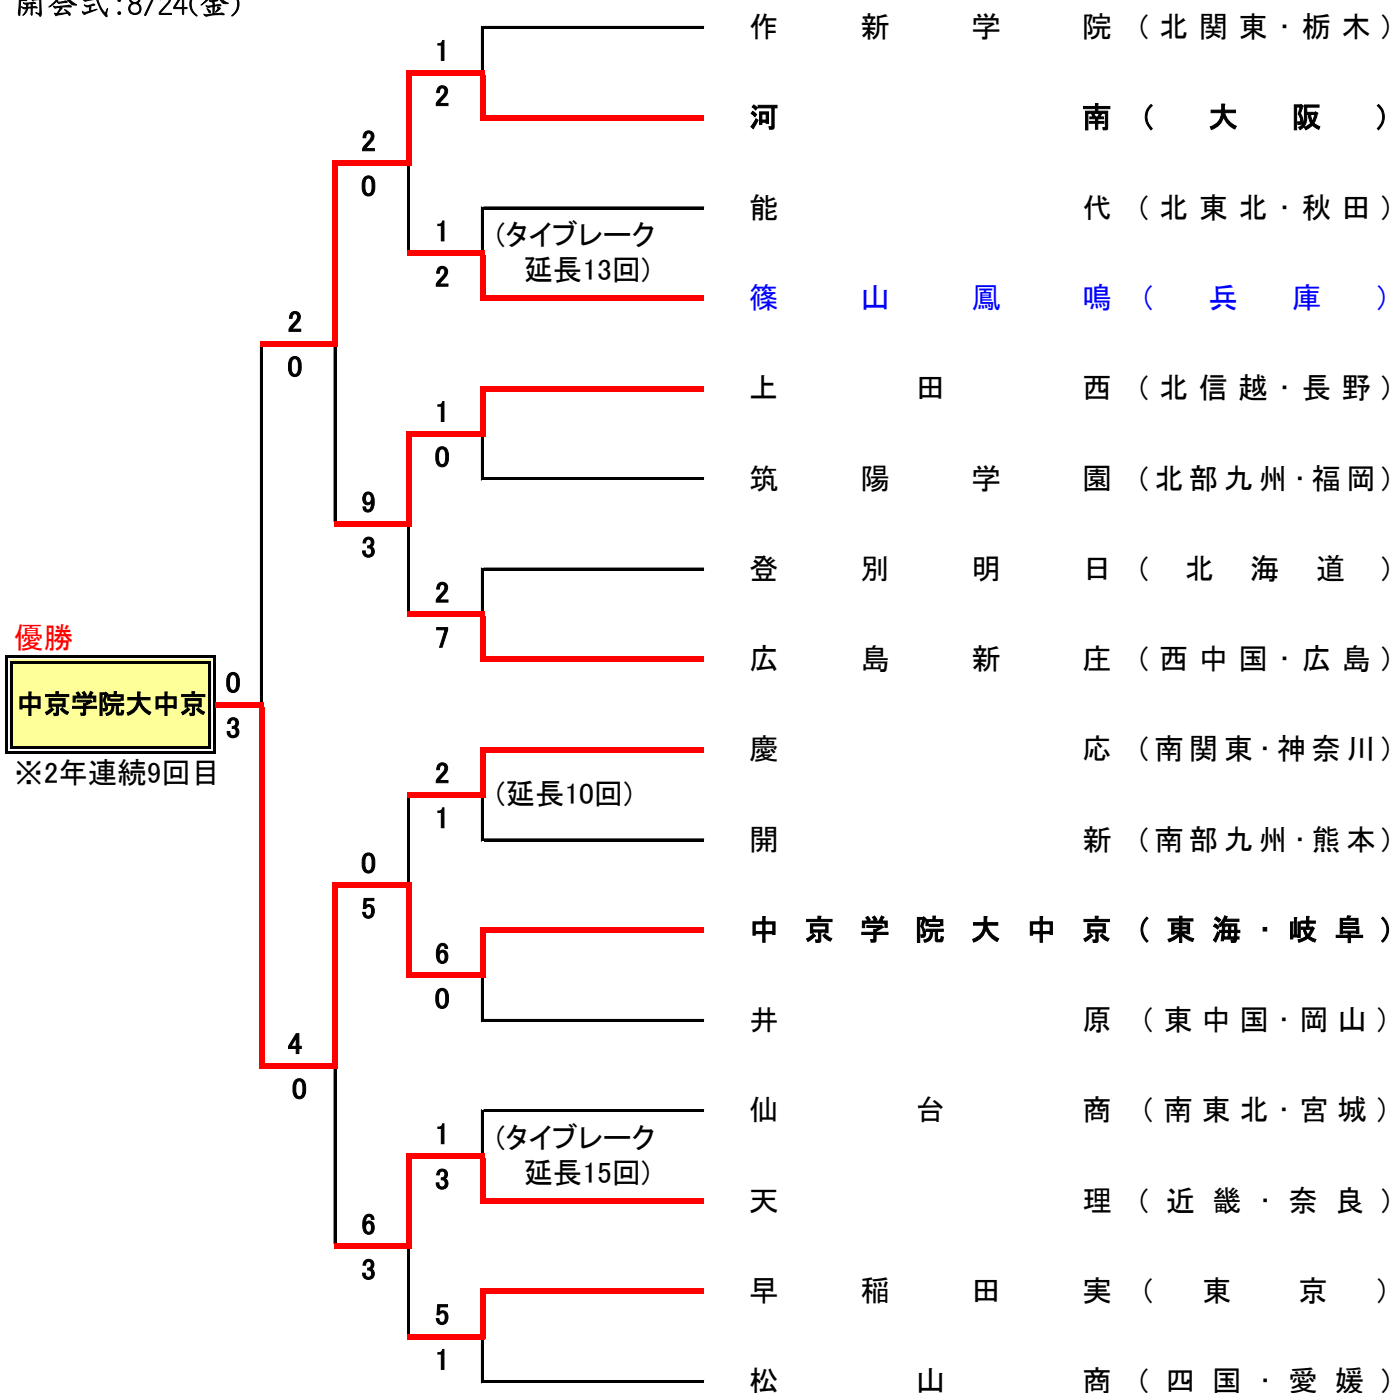 開会式:8/24(金)
作新学院(北関東・栃木)
1
2
河南(大阪)
2
0
能代(北東北・秋田)
1
2
(タイブレーク
延長13回)
篠山鳳鳴(兵庫)
2
0
上田西(北信越・長野)
1
0
筑陽学園(北部九州・福岡)
9
3
登別明日(北海道)
2
7
広島新庄(西中国・広島)
優勝
中京学院大中京
0
3
※2年連続9回目
慶応(南関東・神奈川)
2
1
(延長10回)
開新(南部九州・熊本)
0
5
中京学院大中京(東海・岐阜)
6
0
井原(東中国・岡山)
4
0
仙台商(南東北・宮城)
1
3
(タイブレーク
延長15回)
天理(近畿・奈良)
6
3
早稲田実(東京)
5
1
松山商(四国・愛媛)